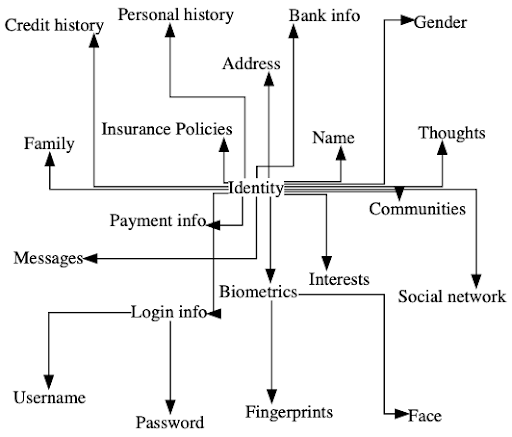 Personal history
Bank info
Credit history
Gender
Address
Insurance Policies
Name
Thoughts
Family
Identity
Communities
Payment info
Messages
Interests
Biometrics
Social network
Login info
Username
Password
Fingerprints
Face